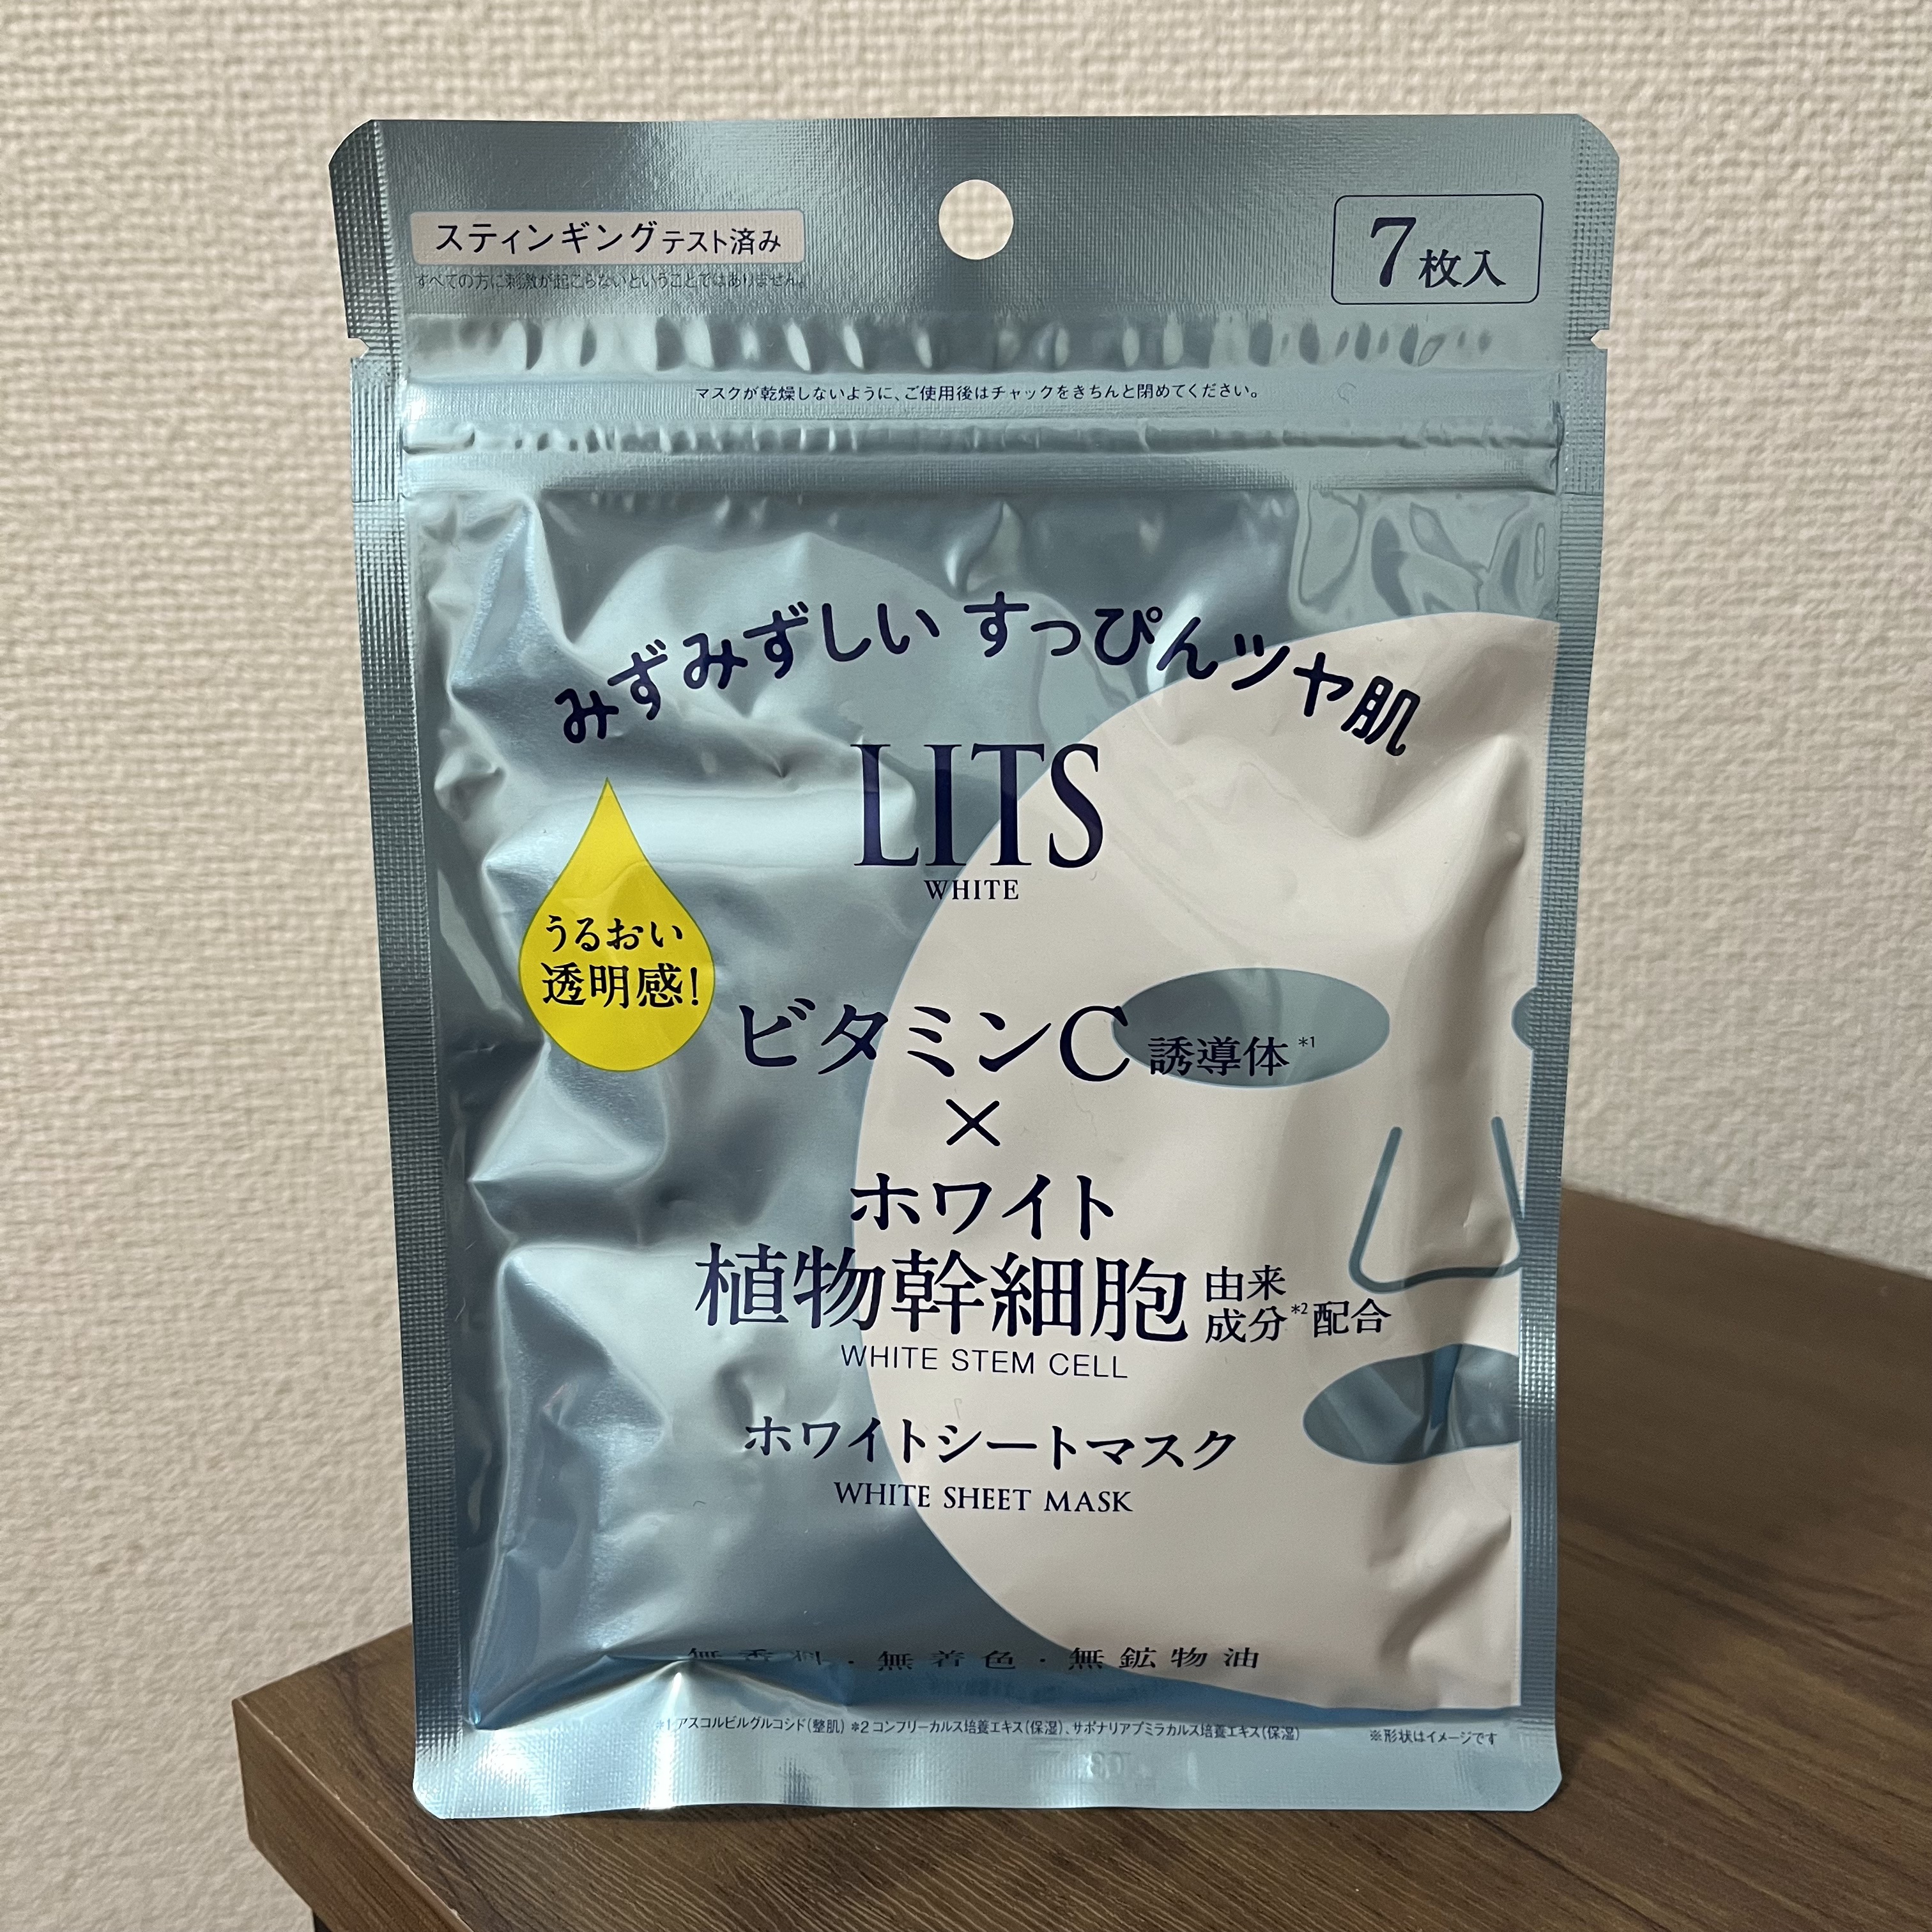 スティンギングテスト済み
すべての方に刺激が起こらないということではありません。
7枚入
マスクが乾燥しないように、ご使用後はチャックをきちんと閉めてください。
みずみずしい すっぴんツヤ肌
LITS
WHITE
うるおい
透明感!
ビタミンC誘導体*1
×
ホワイト
植物幹細胞由来成分*2配合
WHITE STEM CELL
ホワイトシートマスク
WHITE SHEET MASK
無香料・無着色・無鉱物油
*1 アスコルビルグルコシド(整肌) *2 コンフリーカルス培養エキス(保湿)、サポナリアプミラカルス培養エキス(保湿)
※形状はイメージです